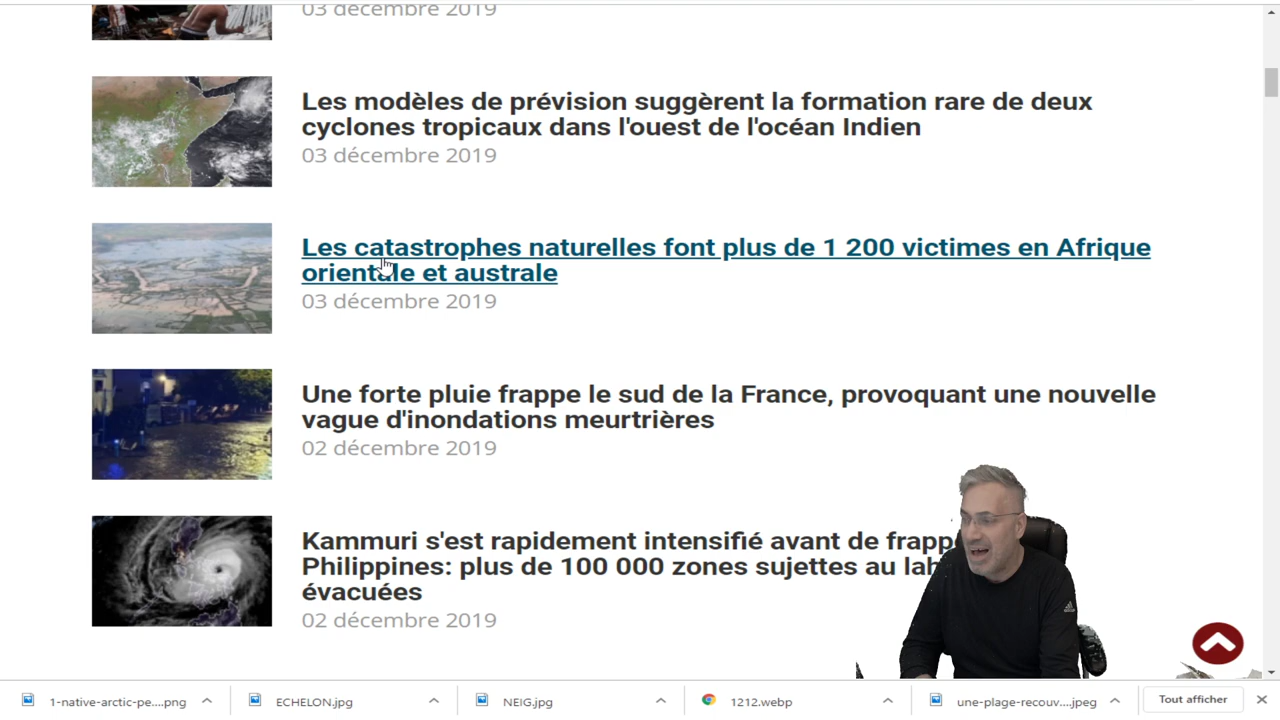 03 décembre 2019
Les modèles de prévision suggèrent la formation rare de deux
cyclones tropicaux dans l'ouest de l'océan Indien
03 décembre 2019
Les catastrophes naturelles font plus de 1 200 victimes en Afrique
orientale et australe
03 décembre 2019
Une forte pluie frappe le sud de la France, provoquant une nouvelle
vague d'inondations meurtrières
02 décembre 2019
Kammuri s'est rapidement intensifié avant de
Philippines: plus de 100 000 zones sujettes au
évacuées
02 décembre 2019
1-native-arctic-pe....png
ECHELON.jpg
NEIG.jpg
1212.webp
une-plage-recouv....jpeg
Tout afficher